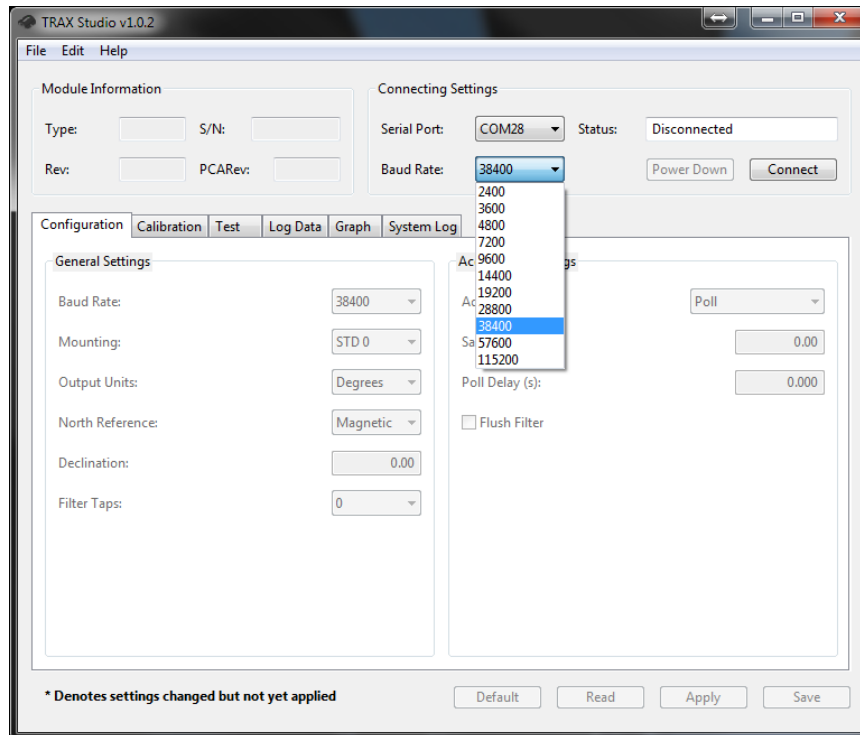 TRAX Studio v1.0.2
File Edit Help
Module Information
Type: S/N:
Rev: PCARev:
Connecting Settings
Serial Port: COM28 Status: Disconnected
Baud Rate: 38400 Power Down Connect
2400
3600
4800
7200
9600
14400
19200
28800
38400
57600
115200
Configuration Calibration Test Log Data Graph System Log
General Settings
Baud Rate: 38400
Mounting: STD 0
Output Units: Degrees
North Reference: Magnetic
Declination: 0.00
Filter Taps: 0
Poll
0.00
Poll Delay (s): 0.000
Flush Filter
* Denotes settings changed but not yet applied
Default Read Apply Save